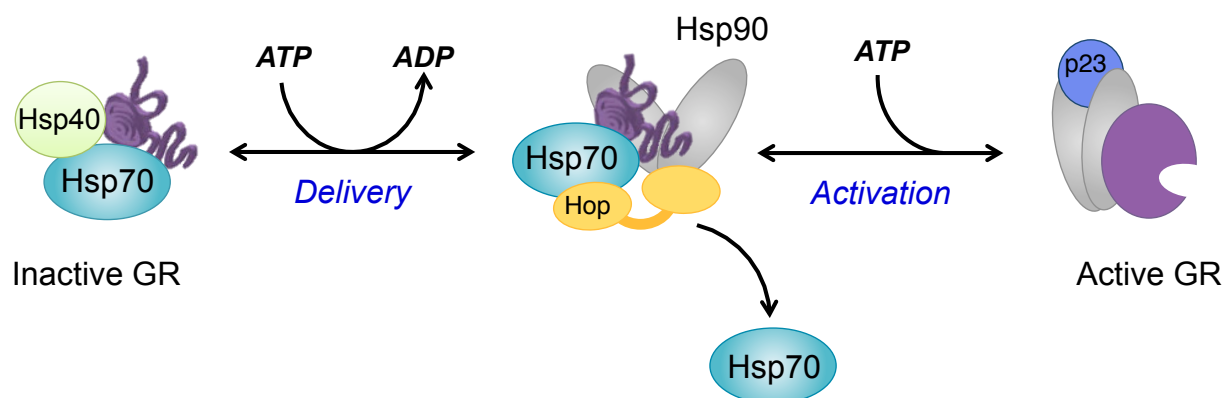 Hsp90
ATP
ADP
ATP
p23
Hsp40
Hsp70
Hsp70
Delivery
Activation
Hop
Inactive GR
Active GR
Hsp70